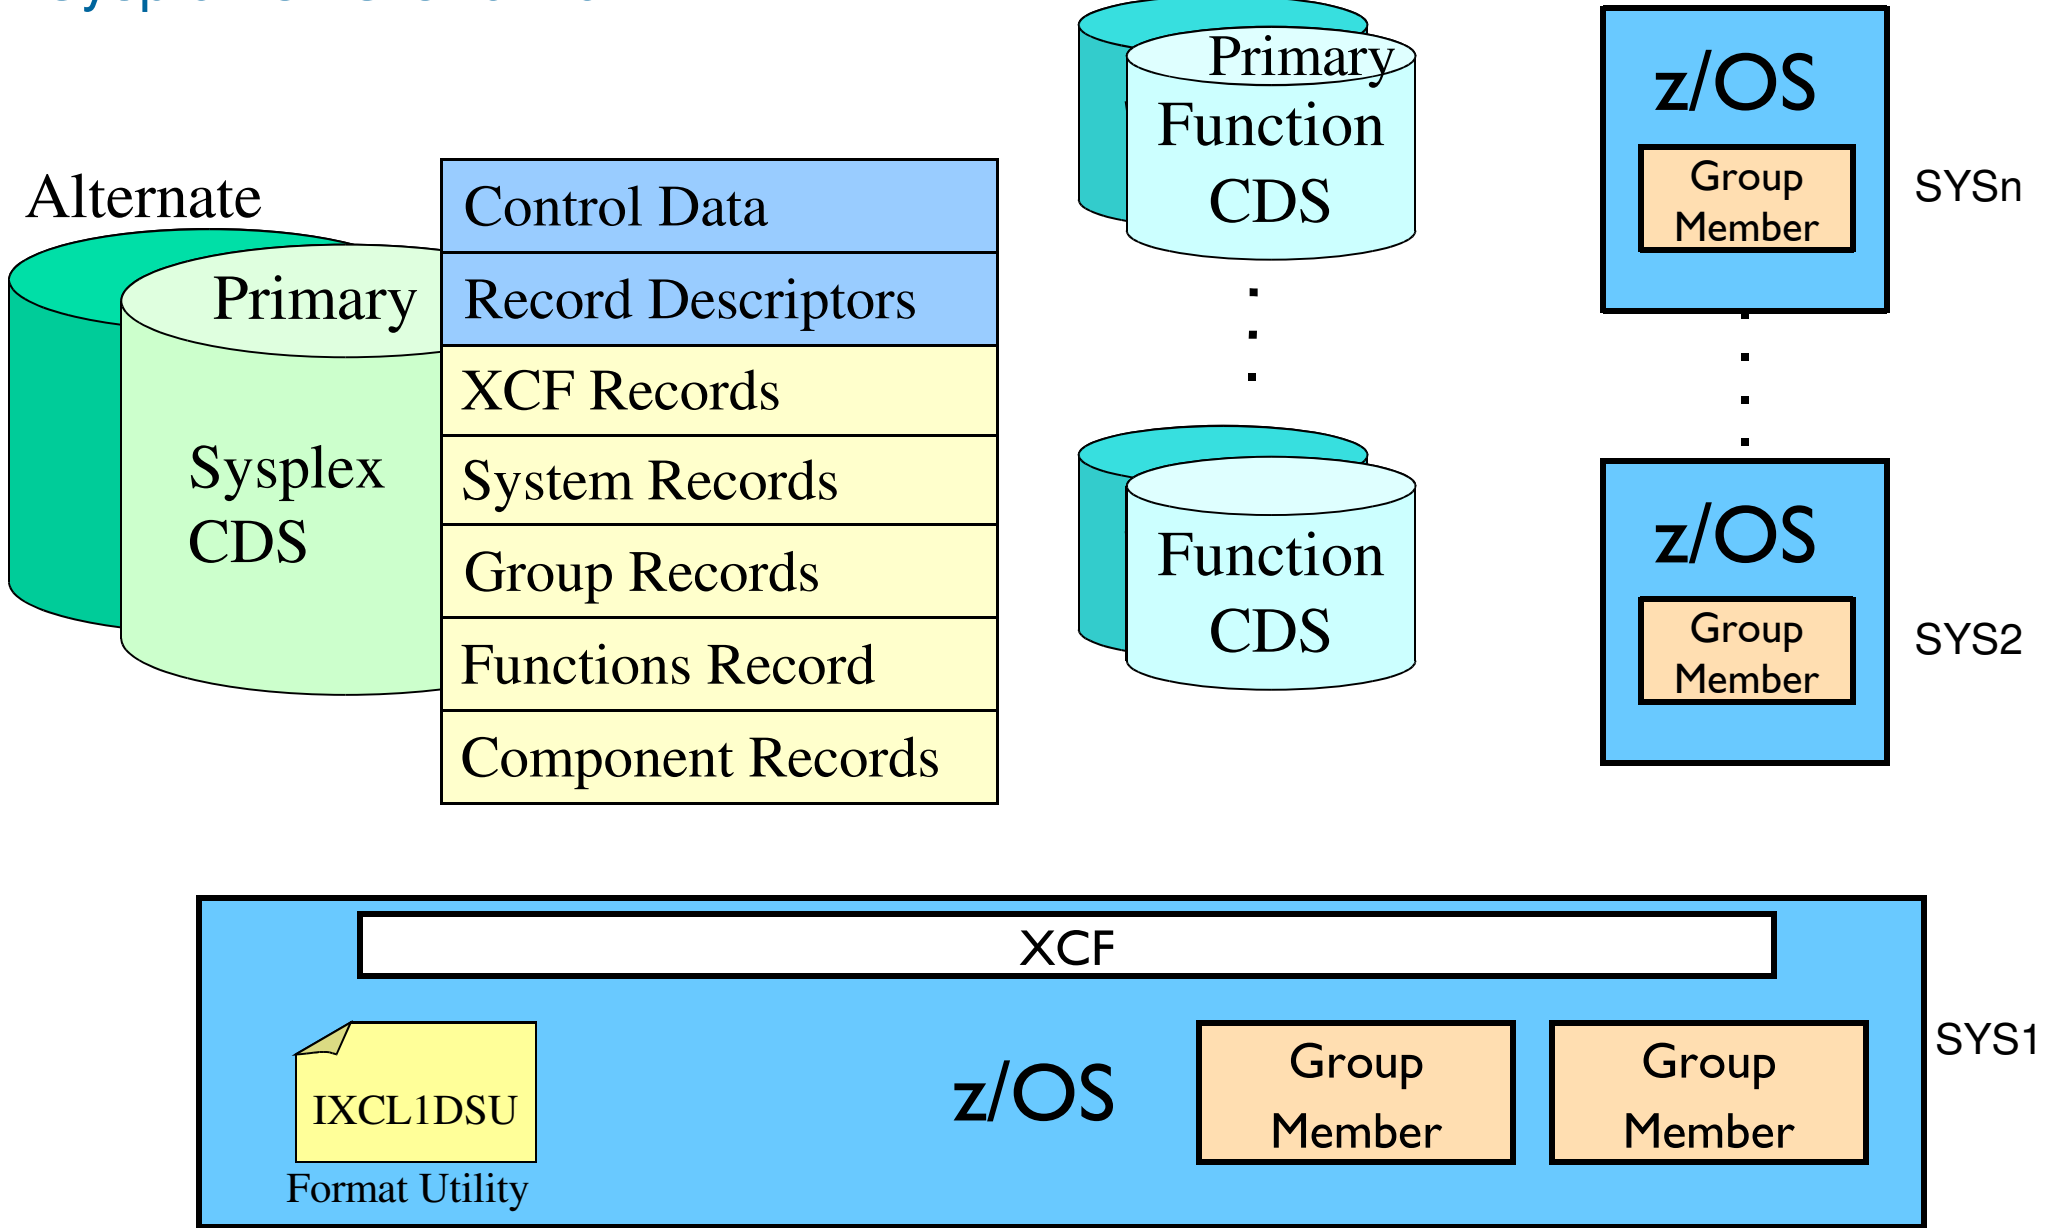 Alternate
Primary
Sysplex
CDS
Control Data
Record Descriptors
XCF Records
System Records
Group Records
Functions Record
Component Records
Primary
Function
CDS
Function
CDS
z/OS
Group
Member
SYSn
z/OS
Group
Member
SYS2
XCF
IXCL1DSU
Format Utility
z/OS
Group
Member
Group
Member
SYS1